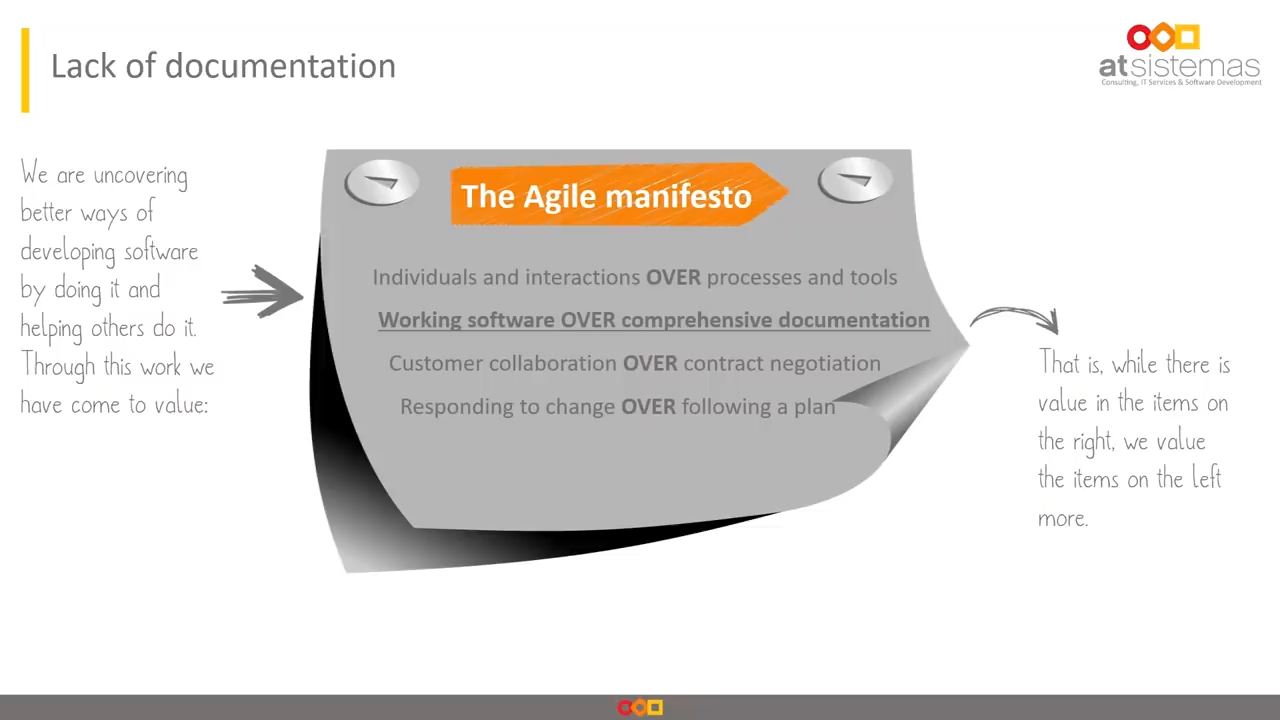 Lack of documentation
atsistemas
Consulting, IT Services & Software Development
We are uncovering
better ways of
developing software
by doing it and
helping others do it.
Through this work we
have come to value:
The Agile manifesto
Individuals and interactions OVER processes and tools
Working software OVER comprehensive documentation
Customer collaboration OVER contract negotiation
Responding to change OVER following a plan
That is, while there is
value in the items on
the right, we value
the items on the left
more.